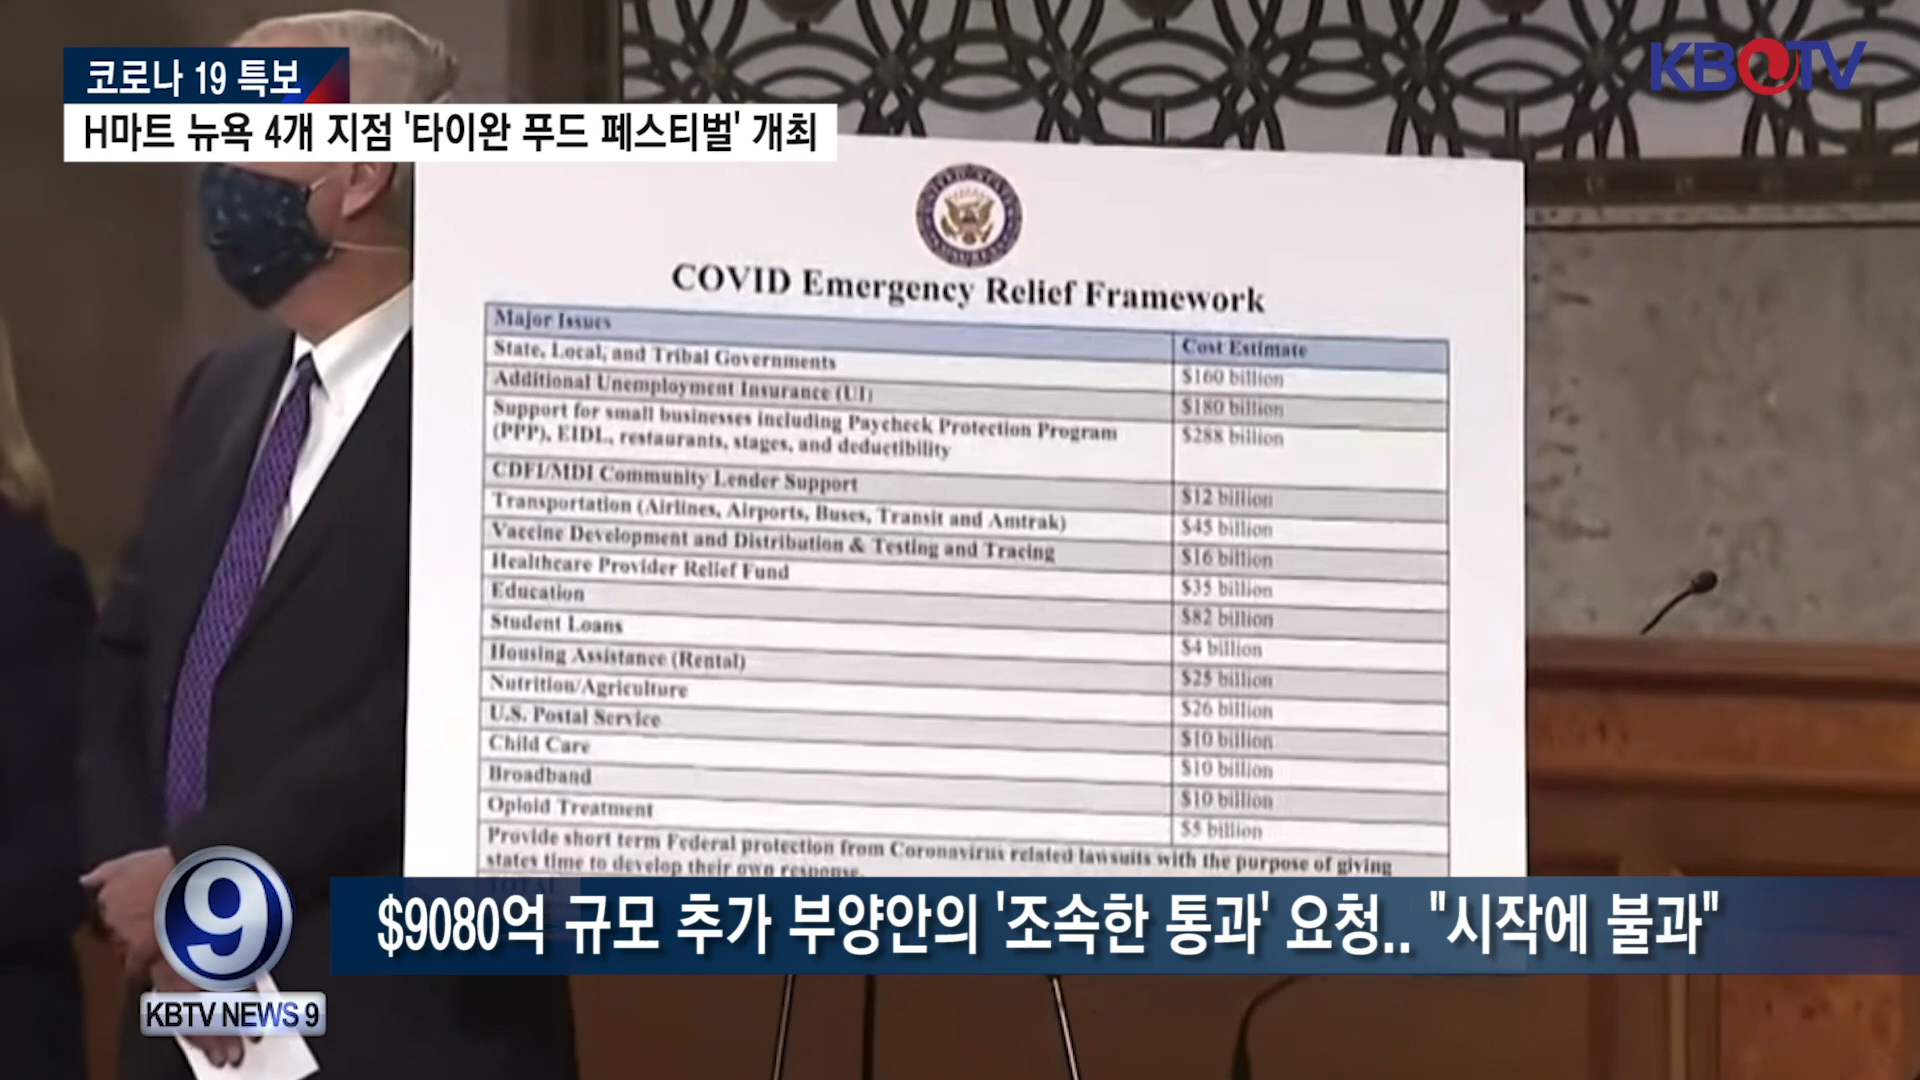 코로나 19 특보
H마트 뉴욕 4개 지점 '타이완 푸드 페스티벌' 개최
KBTV
COVID Emergency Relief Framework
Major Issues
Cost Estimate
State, Local, and Tribal Governments
$160 billion
Additional Unemployment Insurance (UI)
$180 billion
Support for small businesses including Paycheck Protection Program
(PPP), EIDL, restaurants, stages, and deductibility
$288 billion
CDFI/MDI Community Lender Support
$12 billion
Transportation (Airlines, Airports, Buses, Transit and Amtrak)
$45 billion
Vaccine Development and Distribution & Testing and Tracing
$16 billion
Healthcare Provider Relief Fund
$35 billion
Education
$82 billion
Student Loans
$4 billion
Housing Assistance (Rental)
$25 billion
Nutrition/Agriculture
$26 billion
U.S. Postal Service
$10 billion
Child Care
$10 billion
Broadband
$10 billion
Opioid Treatment
$5 billion
Provide short term Federal protection from Coronavirus related lawsuits with the purpose of giving
states time to develop their own response.
TOTAL
$9080억 규모 추가 부양안의 '조속한 통과' 요청.. "시작에 불과"
9
KBTV NEWS 9